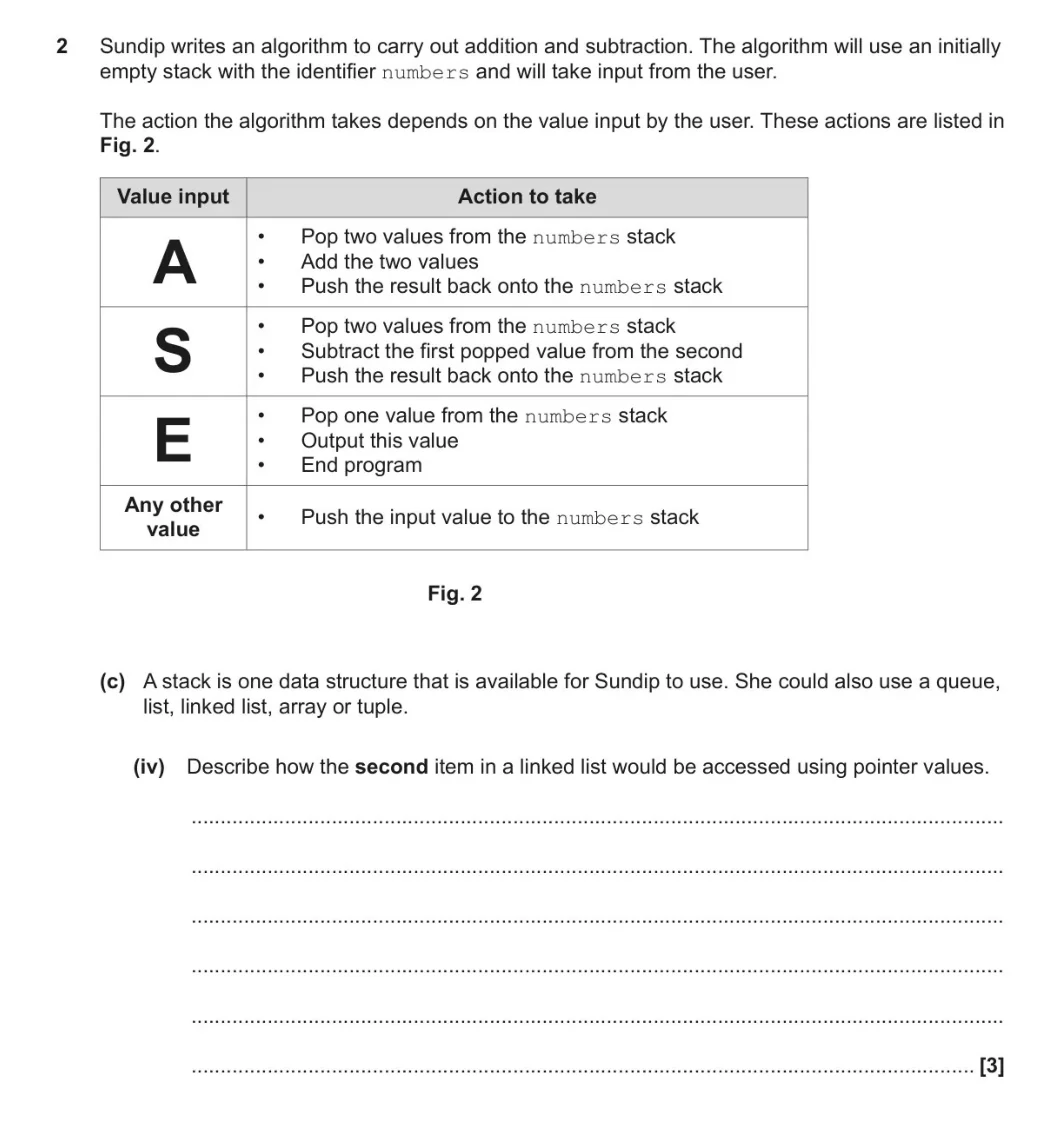 2 Sundip writes an algorithm to carry out addition and subtraction. The algorithm will use an initially
empty stack with the identifier numbers and will take input from the user.
The action the algorithm takes depends on the value input by the user. These actions are listed in
Fig. 2.
Value input Action to take
A
• Pop two values from the numbers stack
• Add the two values
• Push the result back onto the numbers stack
S
• Pop two values from the numbers stack
• Subtract the first popped value from the second
• Push the result back onto the numbers stack
E
• Pop one value from the numbers stack
• Output this value
• End program
Any other
value
• Push the input value to the numbers stack
Fig. 2
(c) A stack is one data structure that is available for Sundip to use. She could also use a queue,
list, linked list, array or tuple.
(iv) Describe how the second item in a linked list would be accessed using pointer values.
[3]